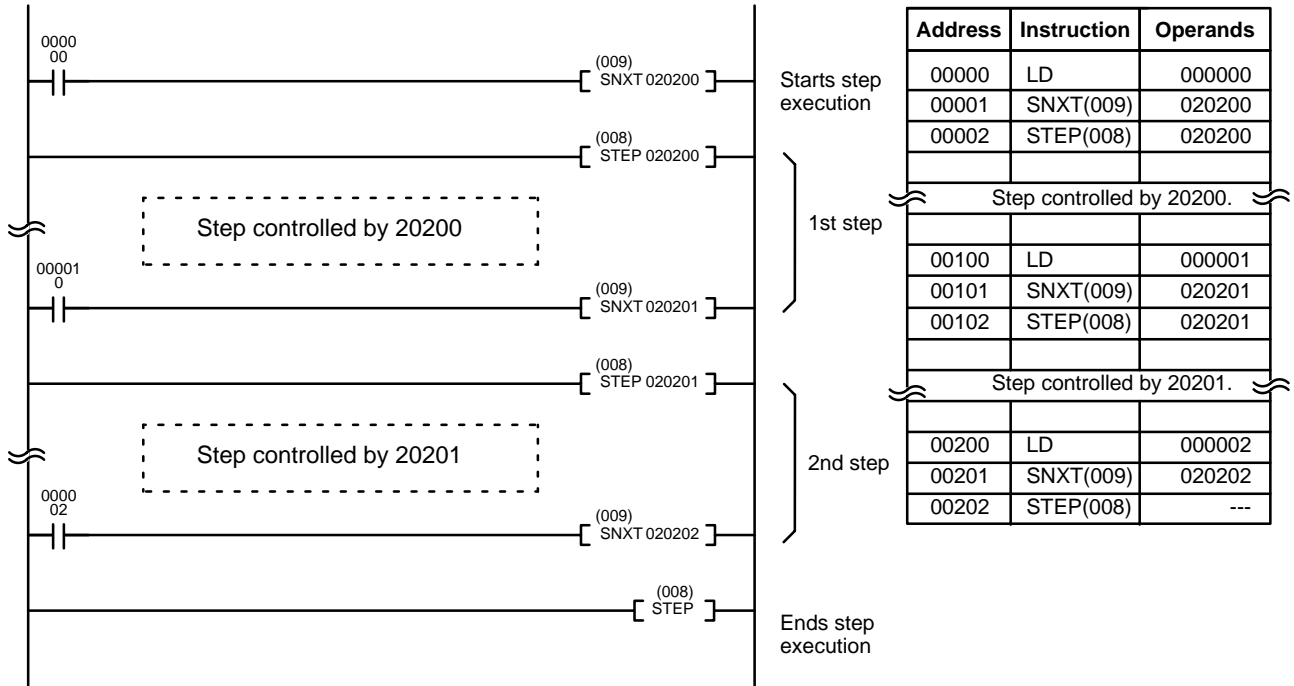 0000
00
(009)
SNXT 020200
Starts step
execution
(008)
STEP 020200
Step controlled by 20200
1st step
00001
0
(009)
SNXT 020201
(008)
STEP 020201
Step controlled by 20201
2nd step
0000
02
(009)
SNXT 020202
(008)
STEP
Ends step
execution
Address Instruction Operands
00000 LD 000000
00001 SNXT(009) 020200
00002 STEP(008) 020200
Step controlled by 20200.
00100 LD 000001
00101 SNXT(009) 020201
00102 STEP(008) 020201
Step controlled by 20201.
00200 LD 000002
00201 SNXT(009) 020202
00202 STEP(008) ---